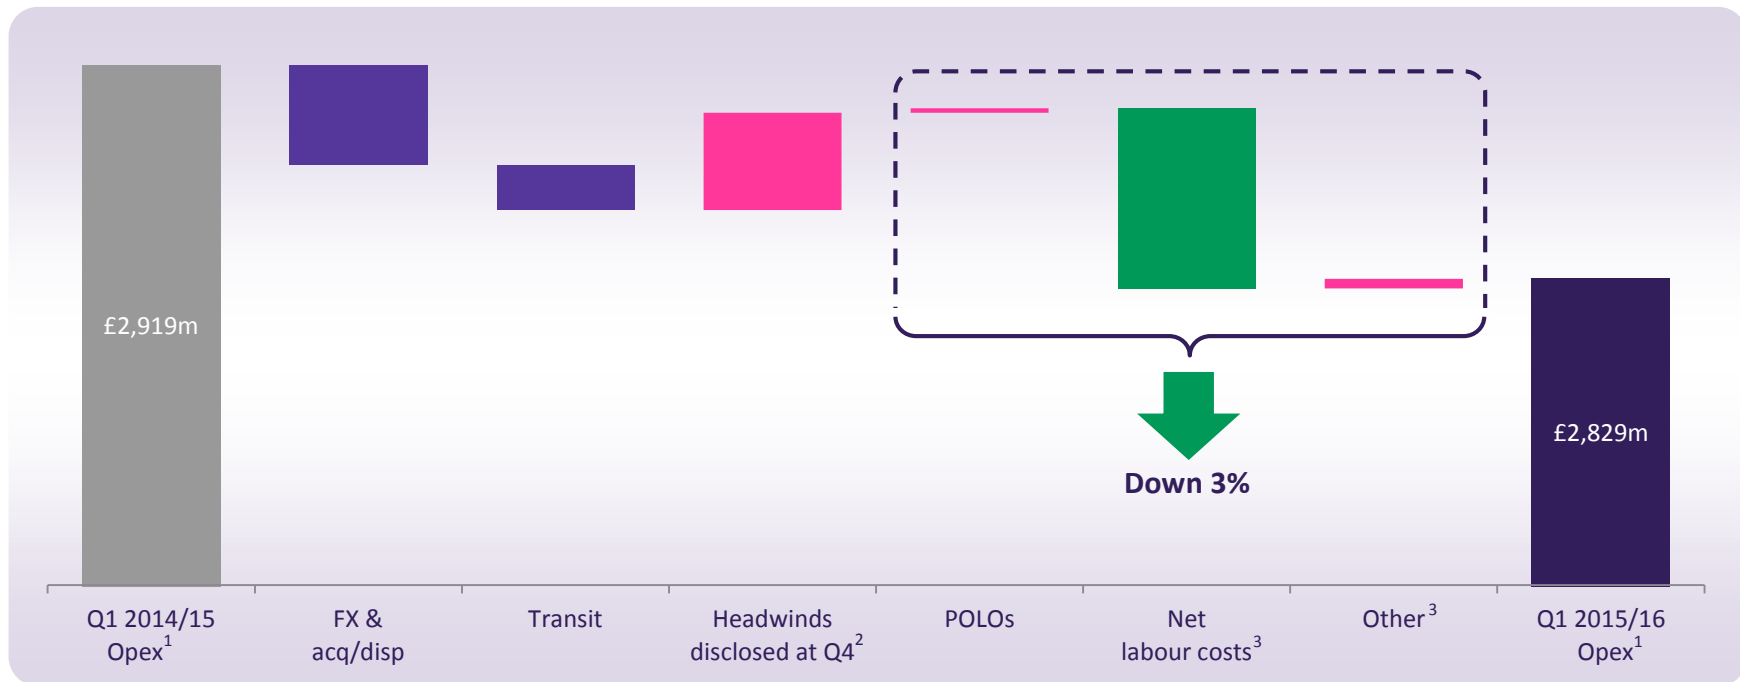 £2,919m
£2,829m
Down 3%
Q1 2014/15
Opex1
FX &
acq/disp
Transit
Headwinds
disclosed at Q42
POLOs
Net
labour costs3
Other3
Q1 2015/16
Opex1